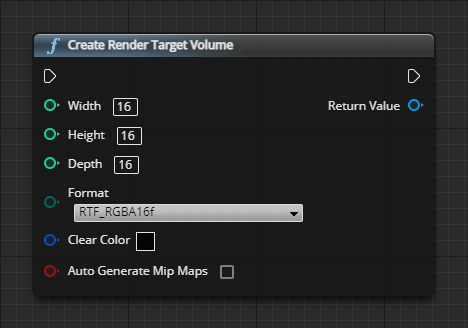 Create Render Target Volume
Width 16 Return Value
Height 16
Depth 16
Format
RTF_RGBA16f
Clear Color
Auto Generate Mip Maps